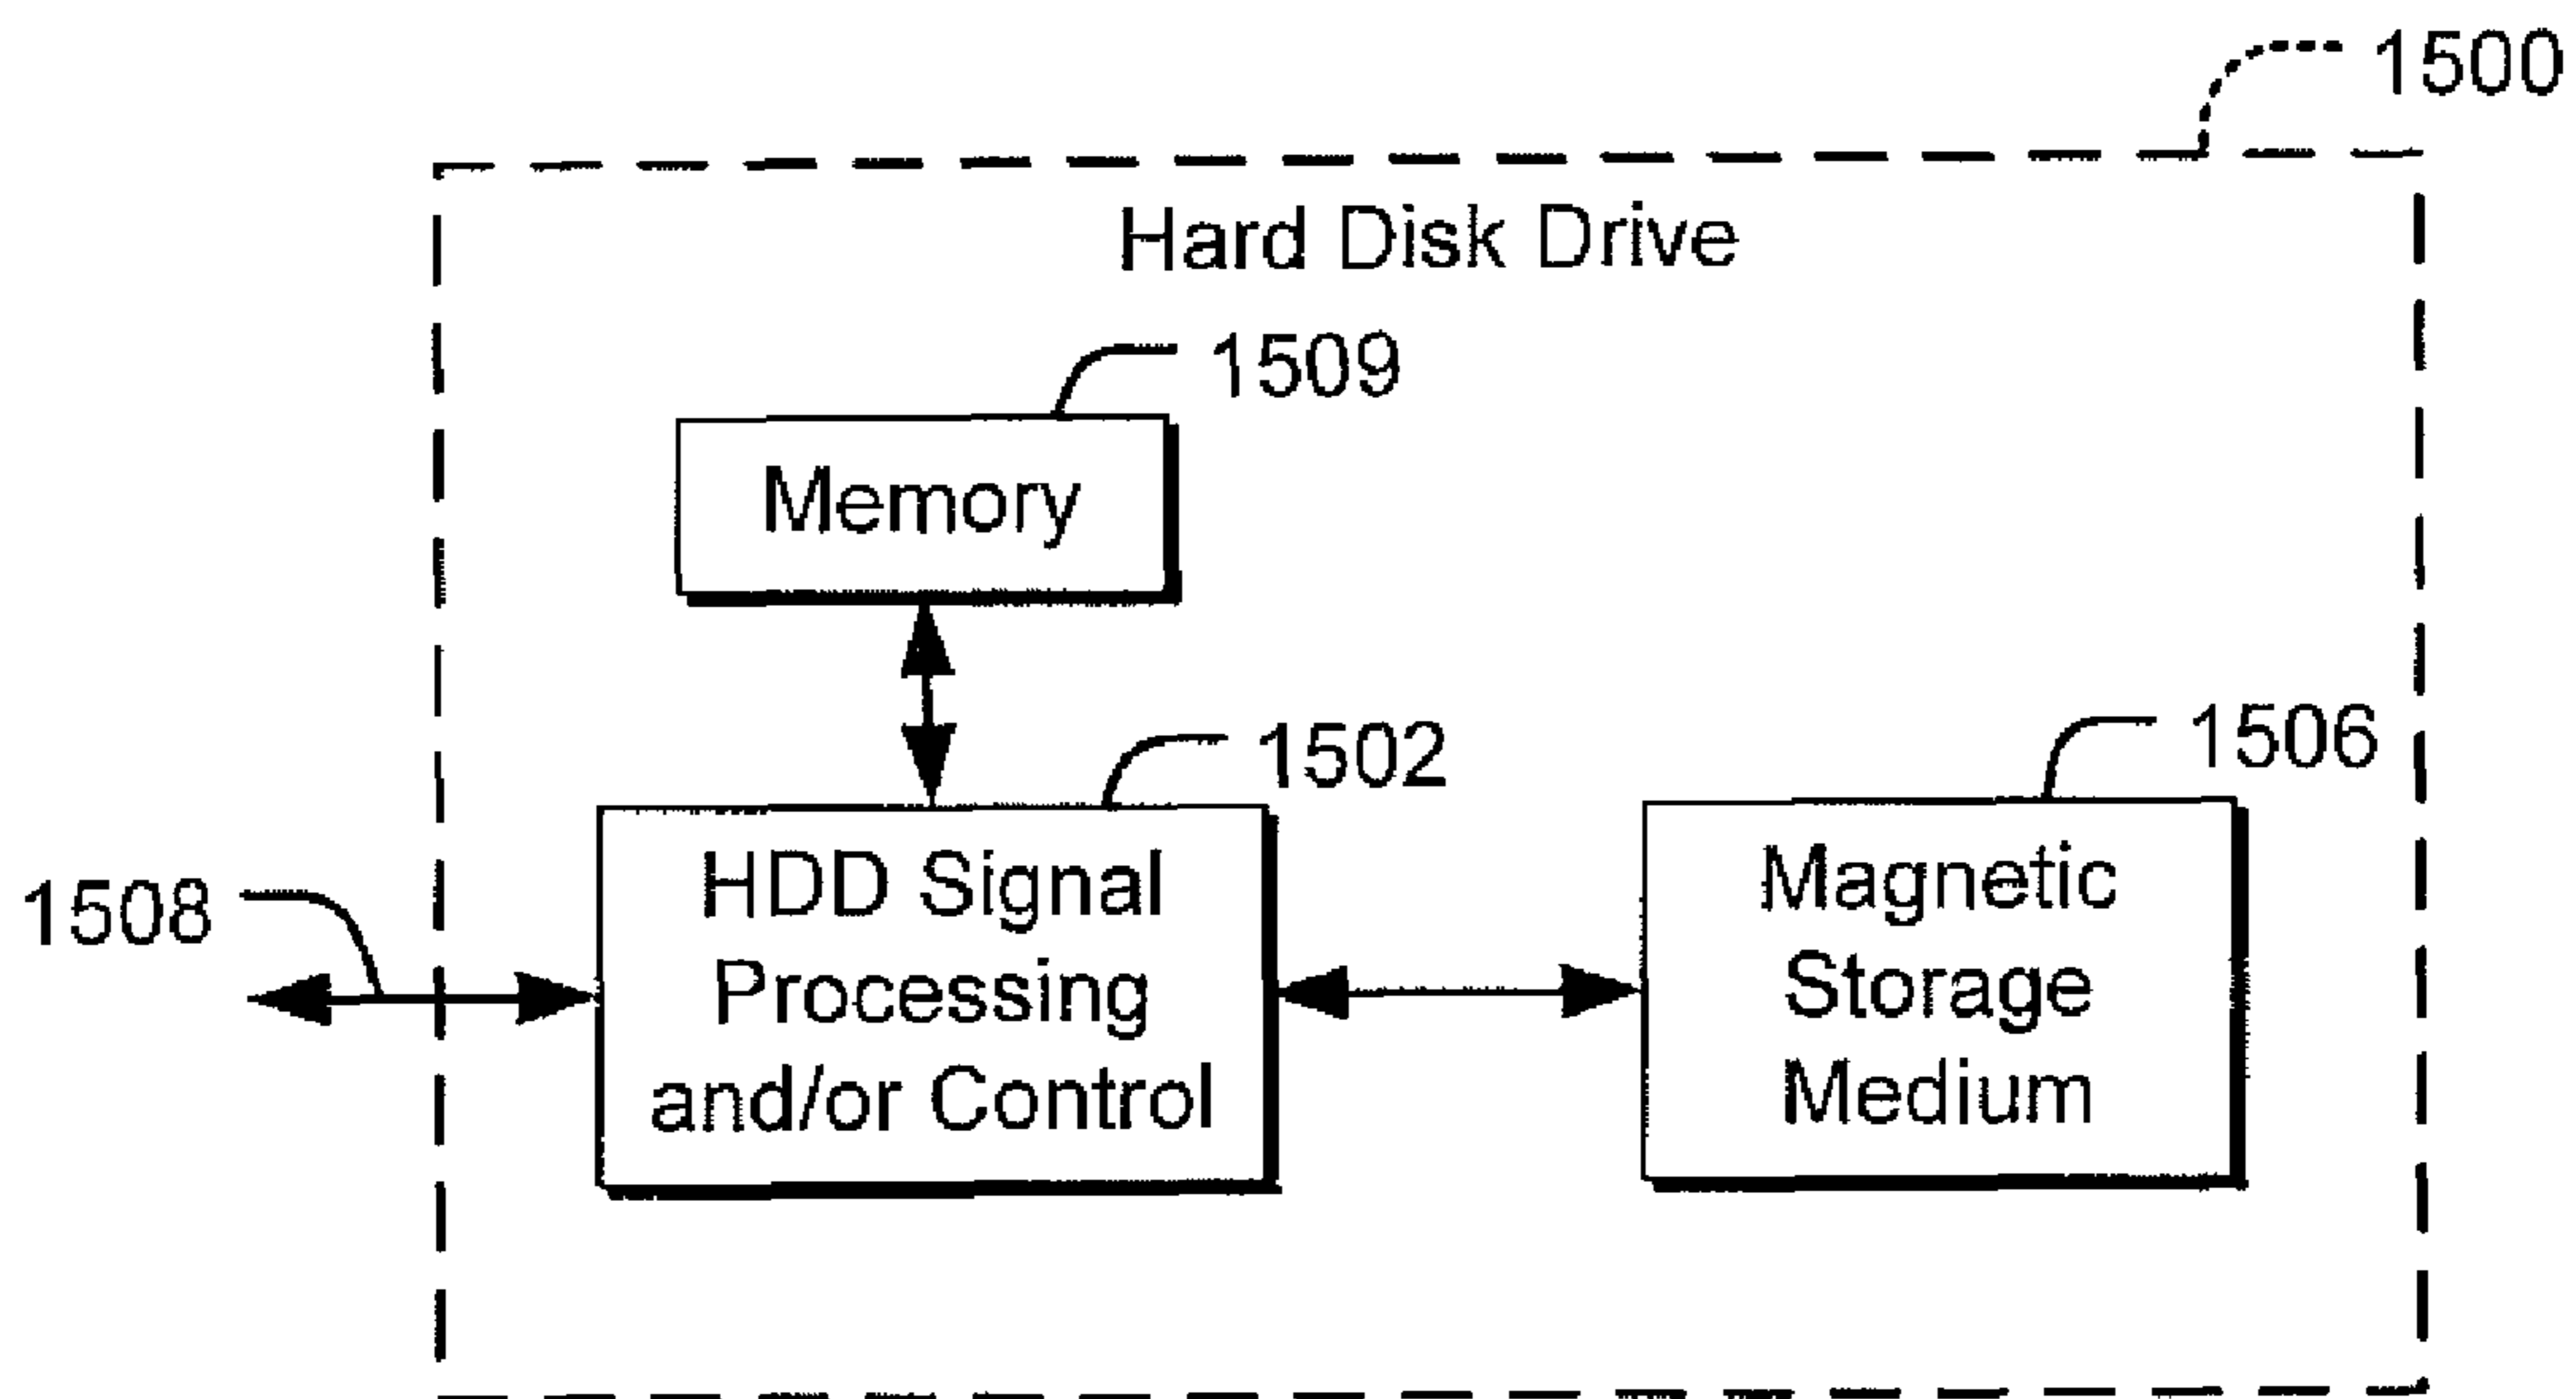 1500
Hard Disk Drive
1509
Memory
1502
1506
HDD Signal
Processing
and/or Control
Magnetic
Storage
Medium
1508